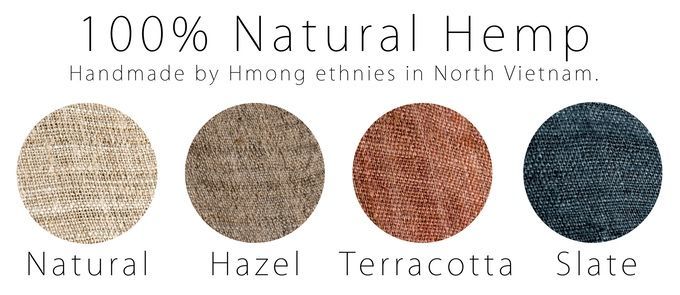 100% Natural Hemp
Handmade by Hmong ethnies in North Vietnam.
Natural Hazel Terracotta Slate